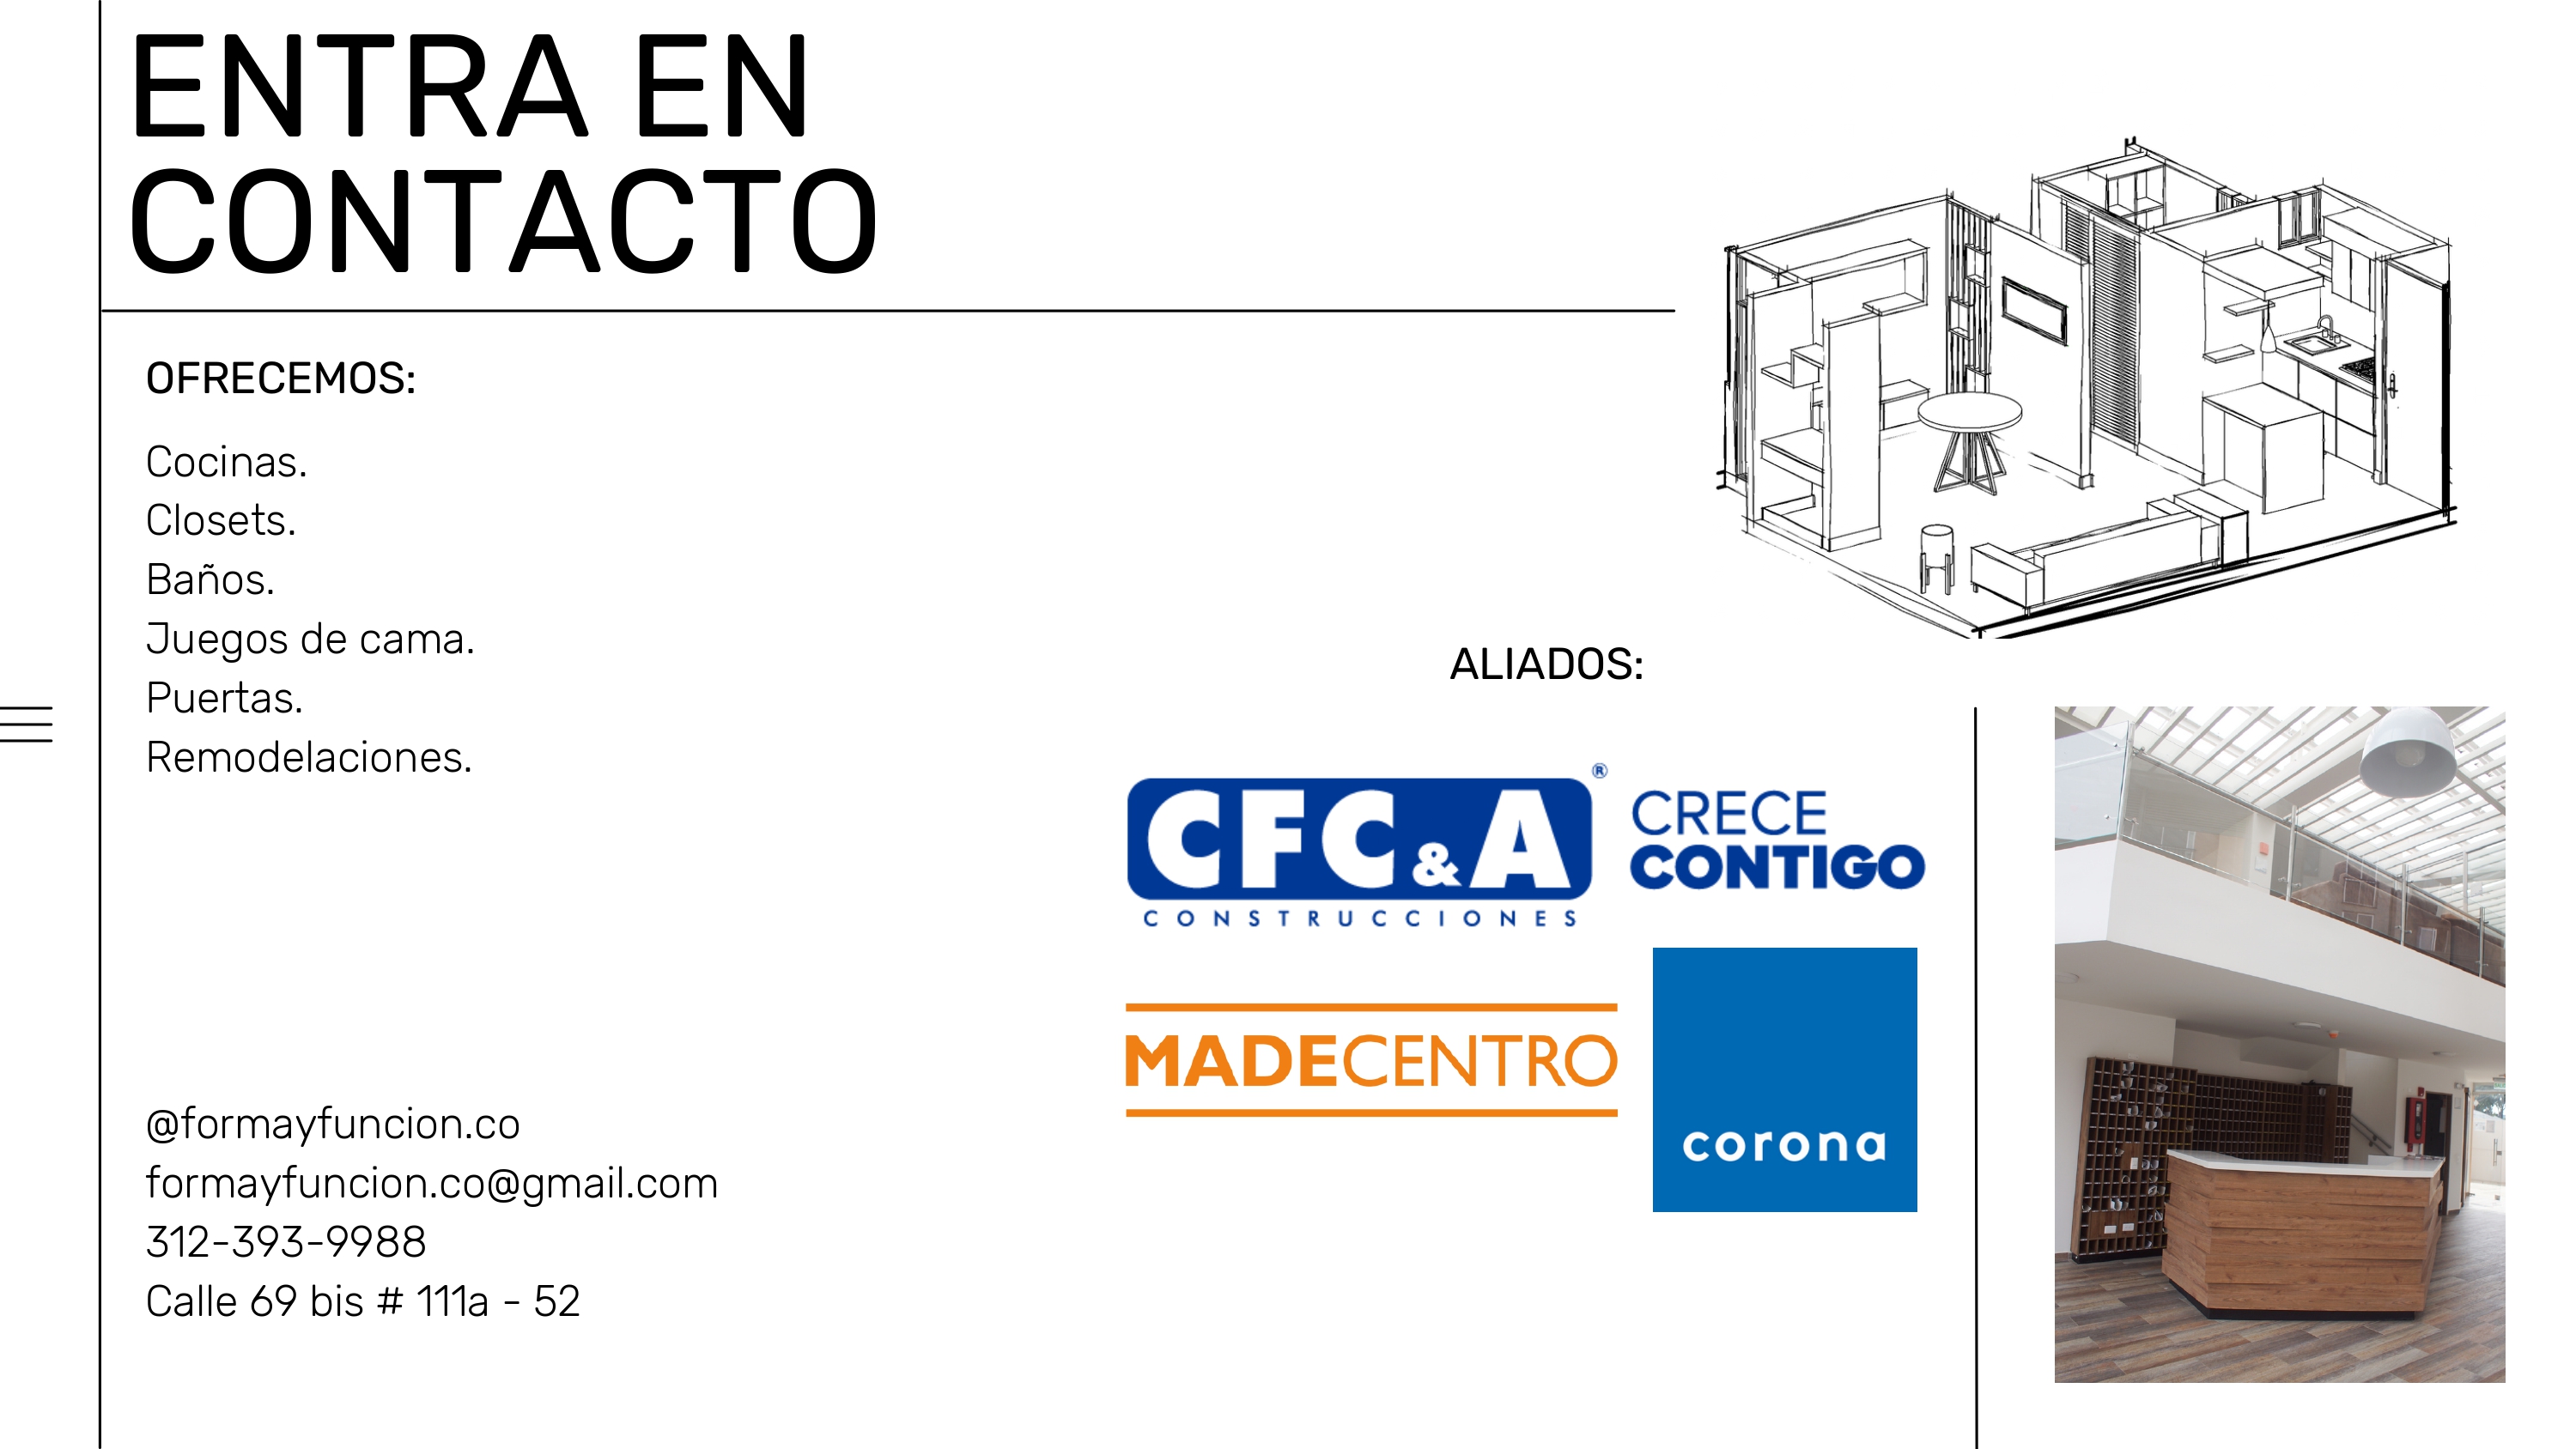 ENTRA EN
CONTACTO
OFRECEMOS:
Cocinas.
Closets.
Baños.
Juegos de cama.
Puertas.
Remodelaciones.
@formayfuncion.co
formayfuncion.co@gmail.com
312-393-9988
Calle 69 bis # 111a - 52
ALIADOS:
CFC&A®
CONSTRUCCIONES
CRECE
CONTIGO
MADECENTRO
corona